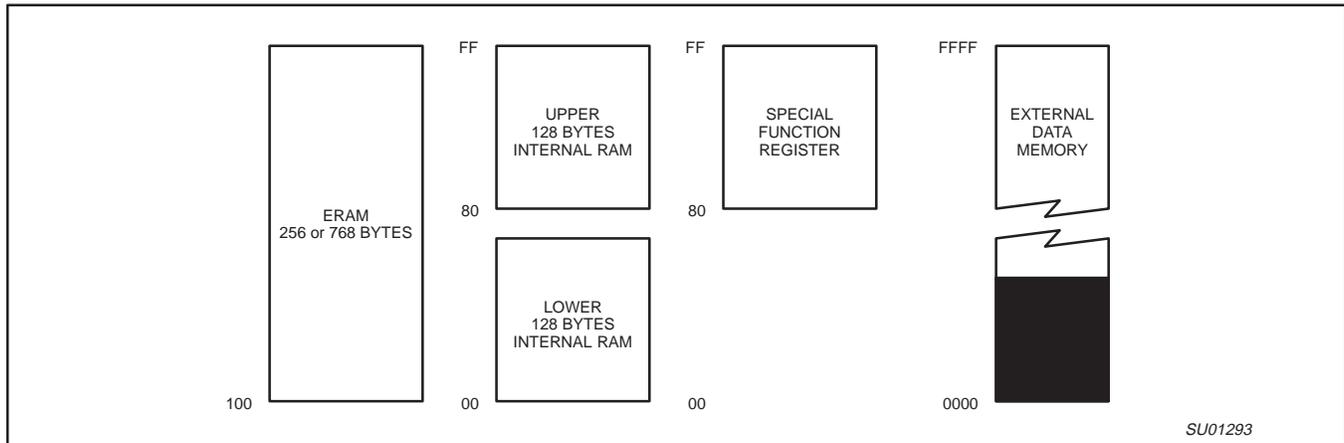 FF
FF
FFFF
UPPER
128 BYTES
INTERNAL RAM
SPECIAL
FUNCTION
REGISTER
EXTERNAL
DATA
MEMORY
ERAM
256 or 768 BYTES
80
80
LOWER
128 BYTES
INTERNAL RAM
100
00
00
0000
SU01293